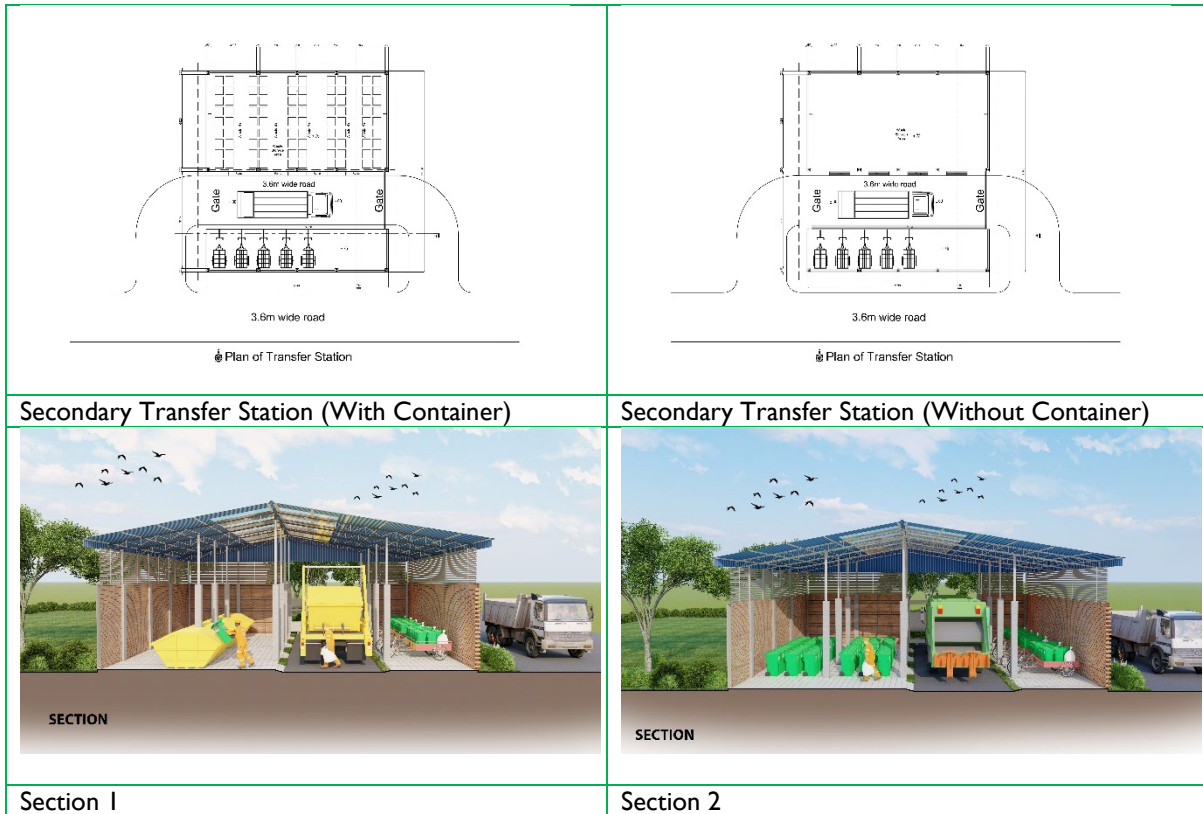 Gate
3.6m wide road
Gate
3.6m wide road
Plan of Transfer Station
Gate
3.6m wide road
Gate
3.6m wide road
Plan of Transfer Station
Secondary Transfer Station (With Container)
Secondary Transfer Station (Without Container)
SECTION
SECTION
Section 1
Section 2